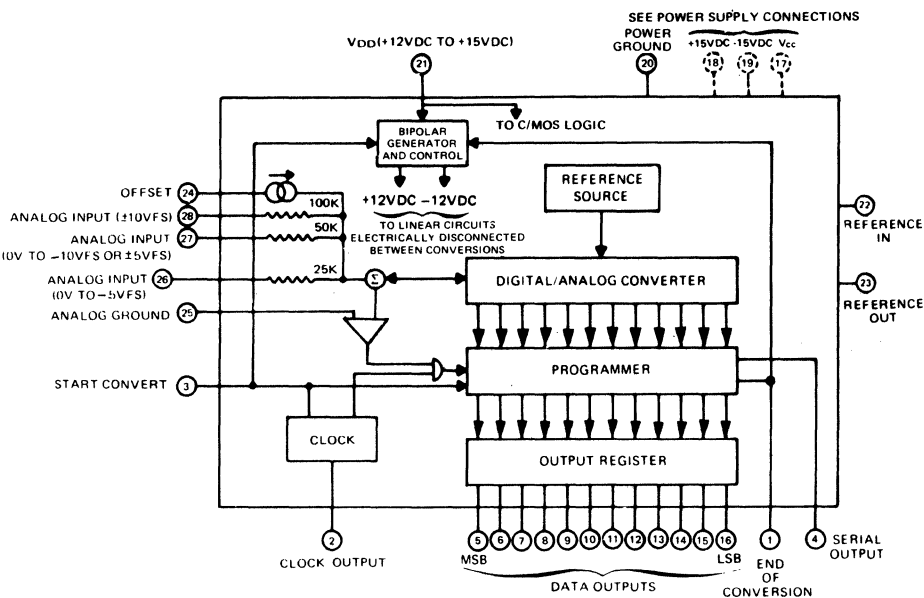 SEE POWER SUPPLY CONNECTIONS
POWER
GROUND
+15VDC -15VDC Vcc
VDD (+12VDC TO +15VDC)
21
20
18
19
17
TO C/MOS LOGIC
BIPOLAR
GENERATOR
AND CONTROL
+12VDC -12VDC
TO LINEAR CIRCUITS
ELECTRICALLY DISCONNECTED
BETWEEN CONVERSIONS
REFERENCE
SOURCE
OFFSET 24
100K
ANALOG INPUT (±10VFS) 28
50K
ANALOG INPUT 27
(0V TO -10VFS OR ±5VFS)
25K
ANALOG INPUT 26
(0V TO -5VFS)
Σ
ANALOG GROUND 25
22
REFERENCE
IN
23
REFERENCE
OUT
DIGITAL/ANALOG CONVERTER
PROGRAMMER
START CONVERT 3
CLOCK
OUTPUT REGISTER
2
CLOCK OUTPUT
5 6 7 8 9 10 11 12 13 14 15 16
MSB
LSB
DATA OUTPUTS
1
END
OF
CONVERSION
4
SERIAL
OUTPUT